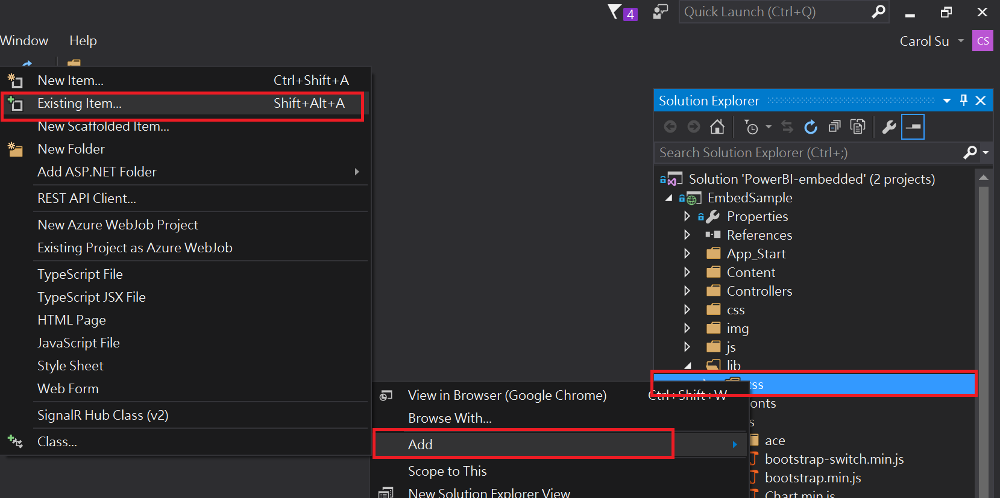 4
Quick Launch (Ctrl+Q)
Window Help
Carol Su CS
New Item... Ctrl+Shift+A
Existing Item... Shift+Alt+A
New Scaffolded Item...
New Folder
Add ASP.NET Folder
REST API Client...
New Azure WebJob Project
Existing Project as Azure WebJob
TypeScript File
TypeScript JSX File
HTML Page
JavaScript File
Style Sheet
Web Form
SignalR Hub Class (v2)
Class...
View in Browser (Google Chrome) Ctrl+Shift+W
Browse With...
Add
Scope to This
New Solution Explorer View
Solution Explorer
Search Solution Explorer (Ctrl+;)
Solution 'PowerBI-embedded' (2 projects)
EmbedSample
Properties
References
App_Start
Content
Controllers
css
img
js
lib
css
onts
s
ace
bootstrap-switch.min.js
bootstrap.min.js
Chart.min.js